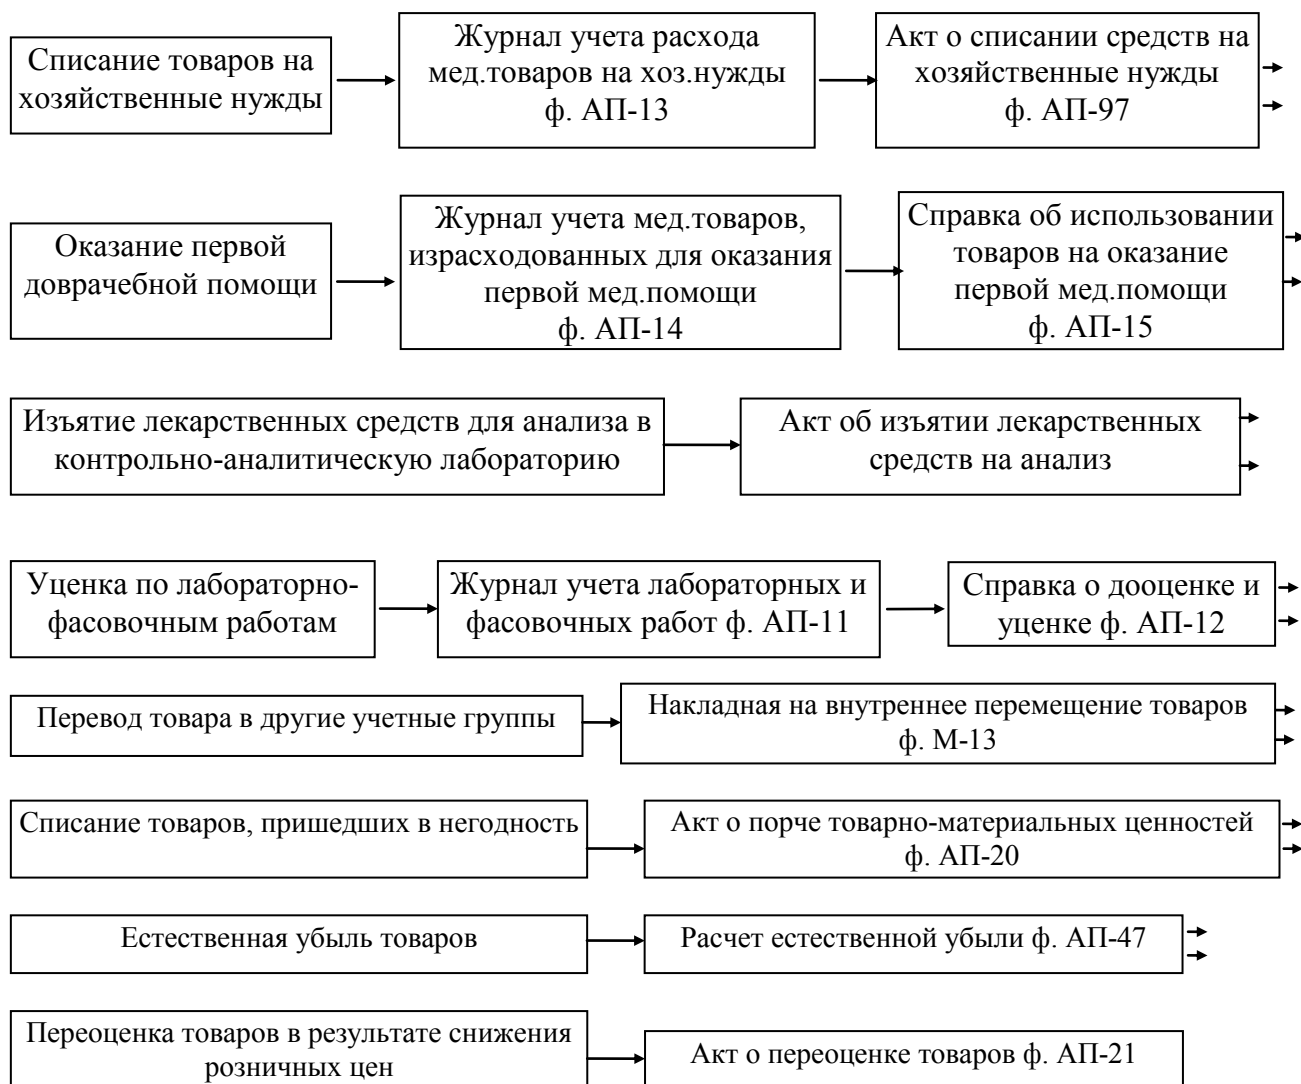 Списание товаров на
хозяйственные нужды
Журнал учета расхода
мед.товаров на хоз.нужды
ф. АП-13
Акт о списании средств на
хозяйственные нужды
ф. АП-97
Оказание первой
доврачебной помощи
Журнал учета мед.товаров,
израсходованных для оказания
первой мед.помощи
ф. АП-14
Справка об использовании
товаров на оказание
первой мед.помощи
ф. АП-15
Изъятие лекарственных средств для анализа в
контрольно-аналитическую лабораторию
Акт об изъятии лекарственных
средств на анализ
Уценка по лабораторно-
фасовочным работам
Журнал учета лабораторных и
фасовочных работ ф. АП-11
Справка о дооценке и
уценке ф. АП-12
Перевод товара в другие учетные группы
Накладная на внутреннее перемещение товаров
ф. М-13
Списание товаров, пришедших в негодность
Акт о порче товарно-материальных ценностей
ф. АП-20
Естественная убыль товаров
Расчет естественной убыли ф. АП-47
Переоценка товаров в результате снижения
розничных цен
Акт о переоценке товаров ф. АП-21